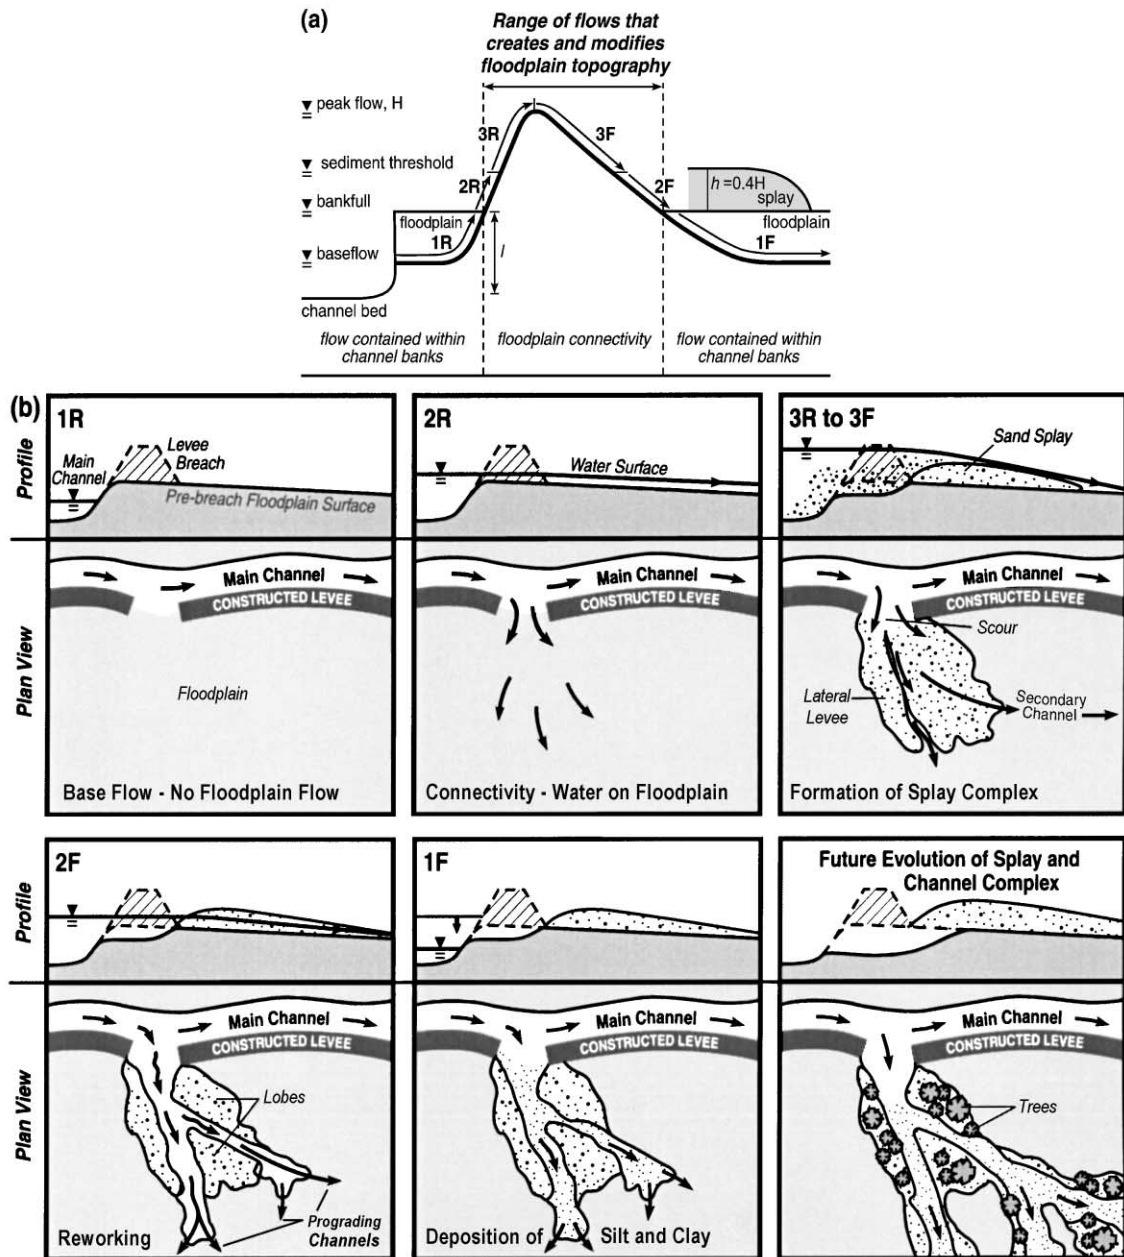 (a)
Range of flows that
creates and modifies
floodplain topography
peak flow, H
3R
3F
sediment threshold
2R
2F
h =0.4H
splay
bankfull
floodplain
floodplain
1R
1F
baseflow
l
channel bed
flow contained within
channel banks
floodplain connectivity
flow contained within
channel banks
(b)
Profile
1R
Levee
Breach
Main
Channel
Pre-breach Floodplain Surface
2R
Water Surface
3R to 3F
Sand Splay
Plan View
Main Channel
CONSTRUCTED LEVEE
Floodplain
Base Flow - No Floodplain Flow
Main Channel
CONSTRUCTED LEVEE
Connectivity - Water on Floodplain
Main Channel
CONSTRUCTED LEVEE
Scour
Lateral
Levee
Secondary
Channel
Formation of Splay Complex
Profile
2F
1F
Future Evolution of Splay and
Channel Complex
Plan View
Main Channel
CONSTRUCTED LEVEE
Lobes
Prograding
Channels
Reworking
Main Channel
CONSTRUCTED LEVEE
Deposition of Silt and Clay
Main Channel
CONSTRUCTED LEVEE
Trees